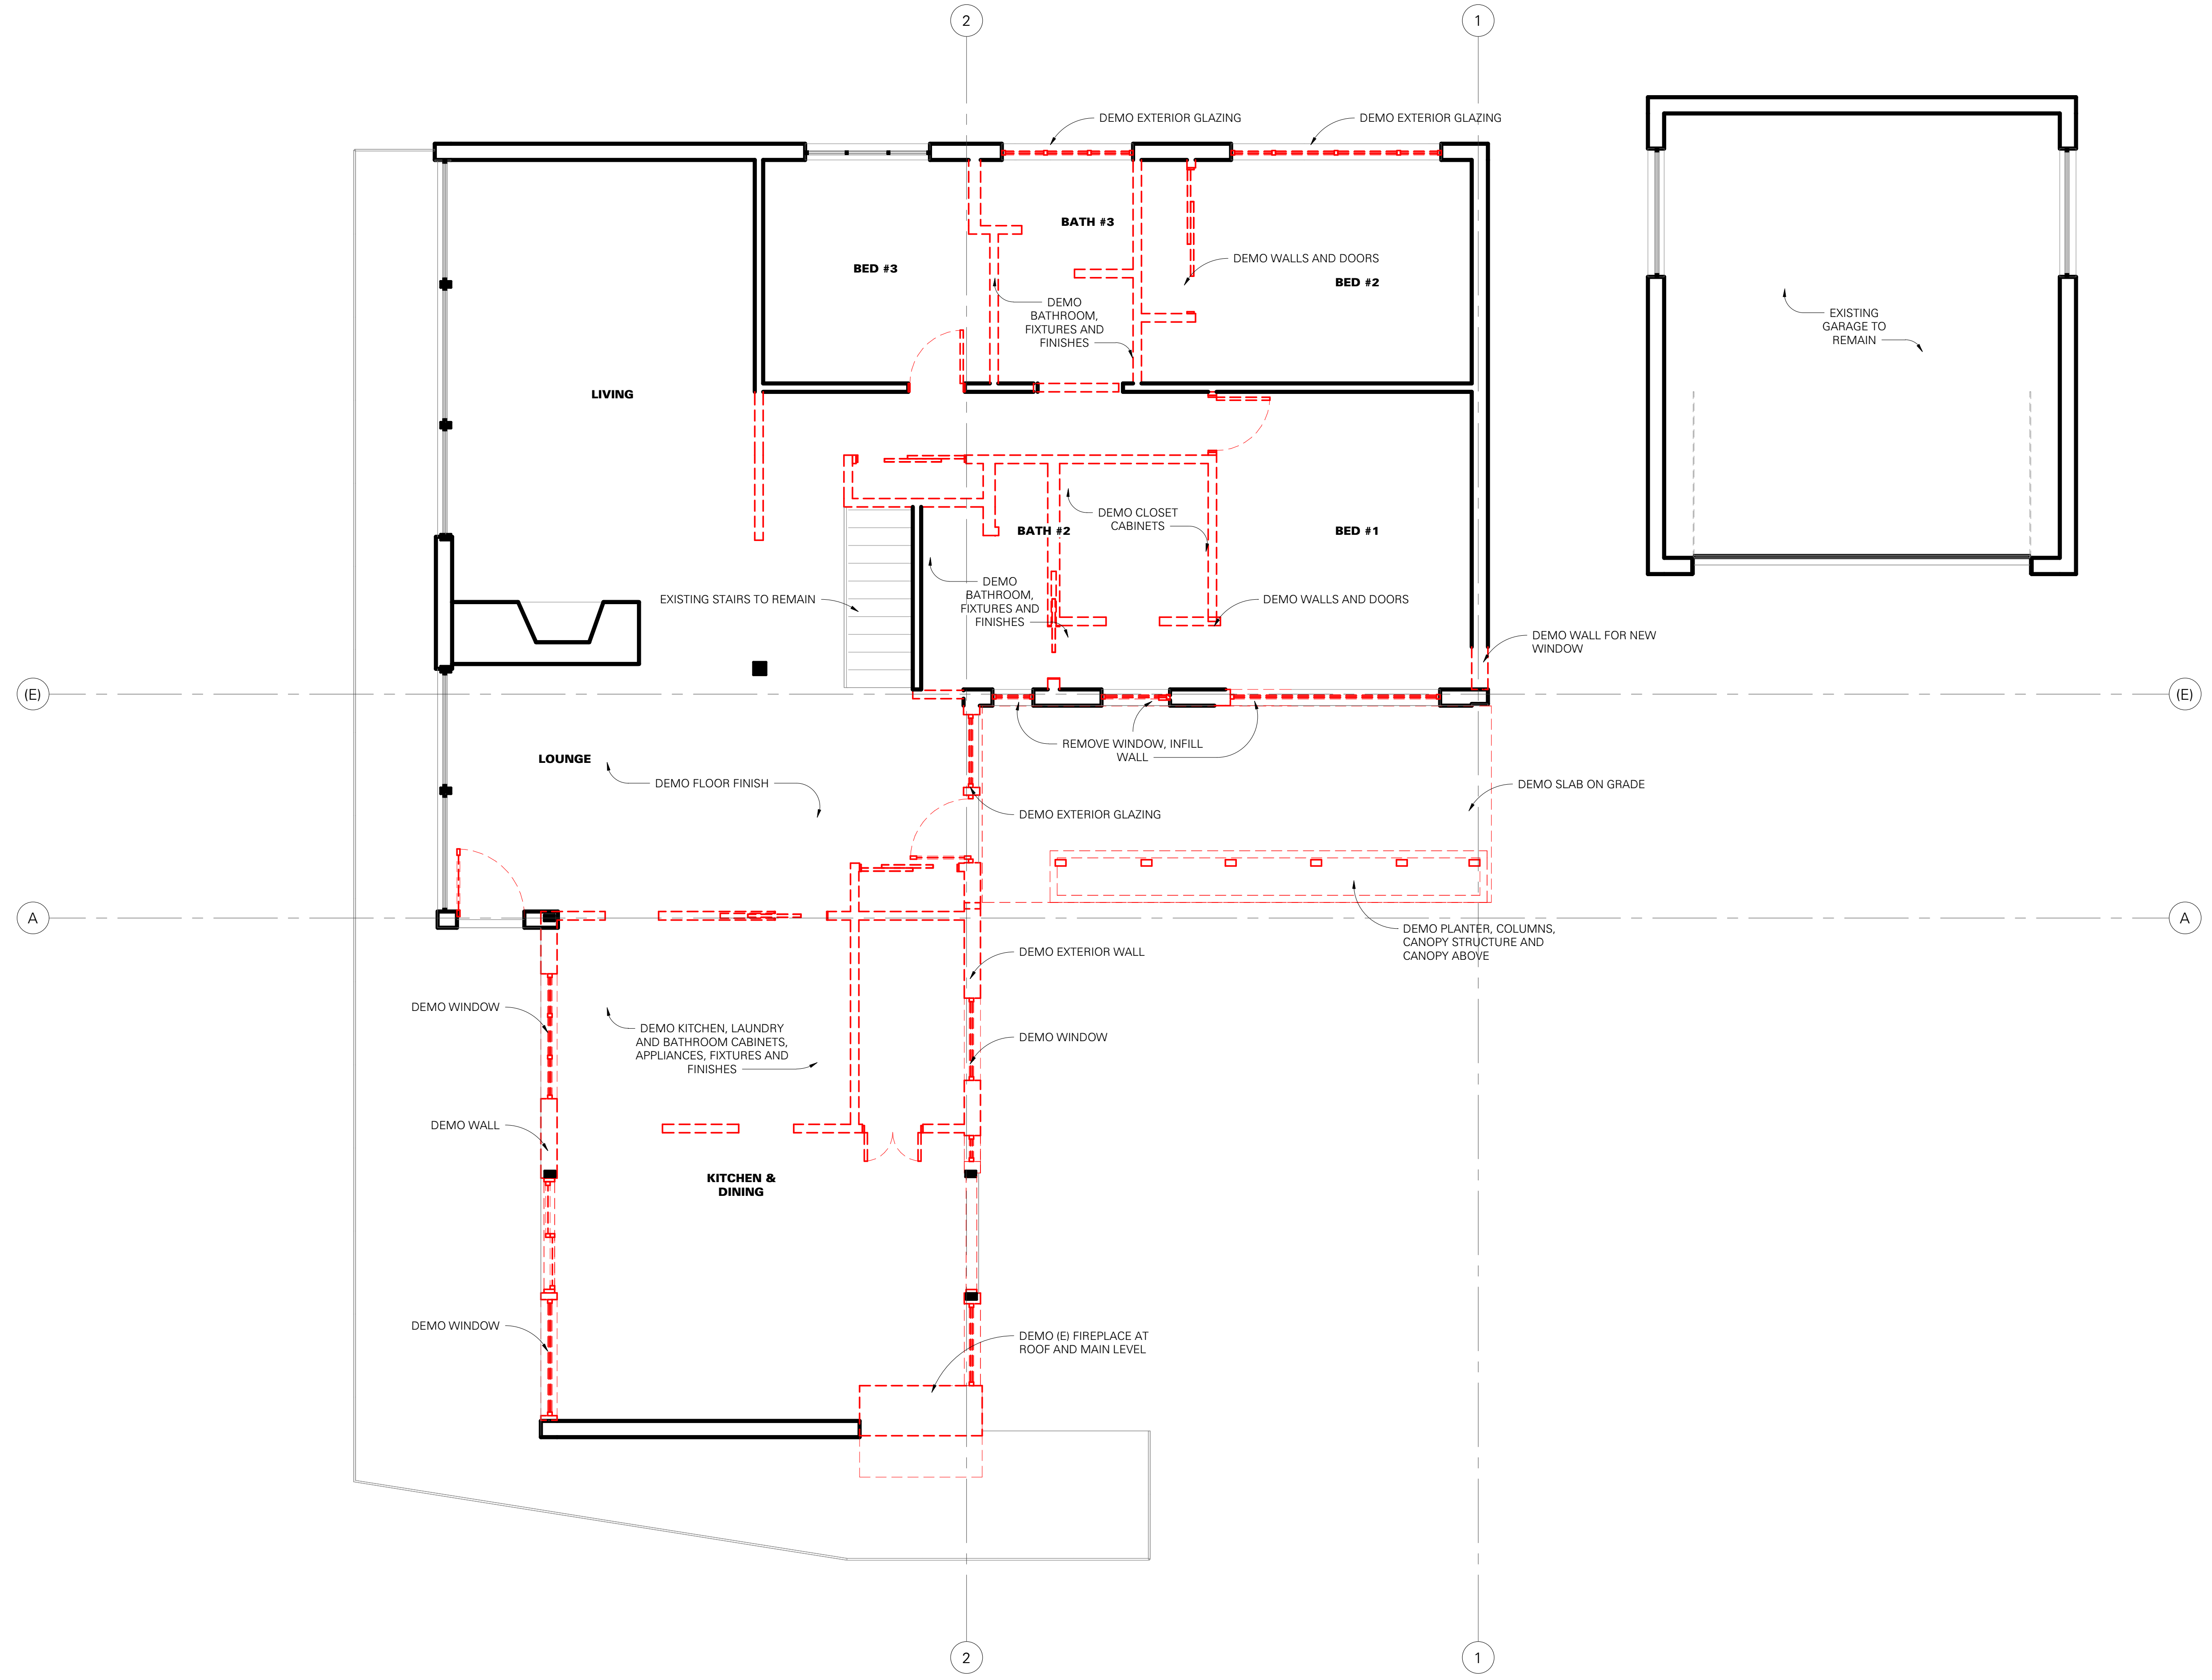 2
1
DEMO EXTERIOR GLAZING
DEMO EXTERIOR GLAZING
BATH #3
DEMO WALLS AND DOORS
BED #3
BED #2
DEMO
BATHROOM,
FIXTURES AND
FINISHES
EXISTING
GARAGE TO
REMAIN
LIVING
DEMO CLOSET
CABINETS
BATH #2
BED #1
DEMO
BATHROOM,
FIXTURES AND
FINISHES
EXISTING STAIRS TO REMAIN
DEMO WALLS AND DOORS
DEMO WALL FOR NEW
WINDOW
(E)
(E)
REMOVE WINDOW, INFILL
WALL
LOUNGE
DEMO FLOOR FINISH
DEMO SLAB ON GRADE
DEMO EXTERIOR GLAZING
A
A
DEMO PLANTER, COLUMNS,
CANOPY STRUCTURE AND
CANOPY ABOVE
DEMO EXTERIOR WALL
DEMO WINDOW
DEMO KITCHEN, LAUNDRY
AND BATHROOM CABINETS,
APPLIANCES, FIXTURES AND
FINISHES
DEMO WINDOW
DEMO WALL
KITCHEN &
DINING
DEMO WINDOW
DEMO (E) FIREPLACE AT
ROOF AND MAIN LEVEL
2
1